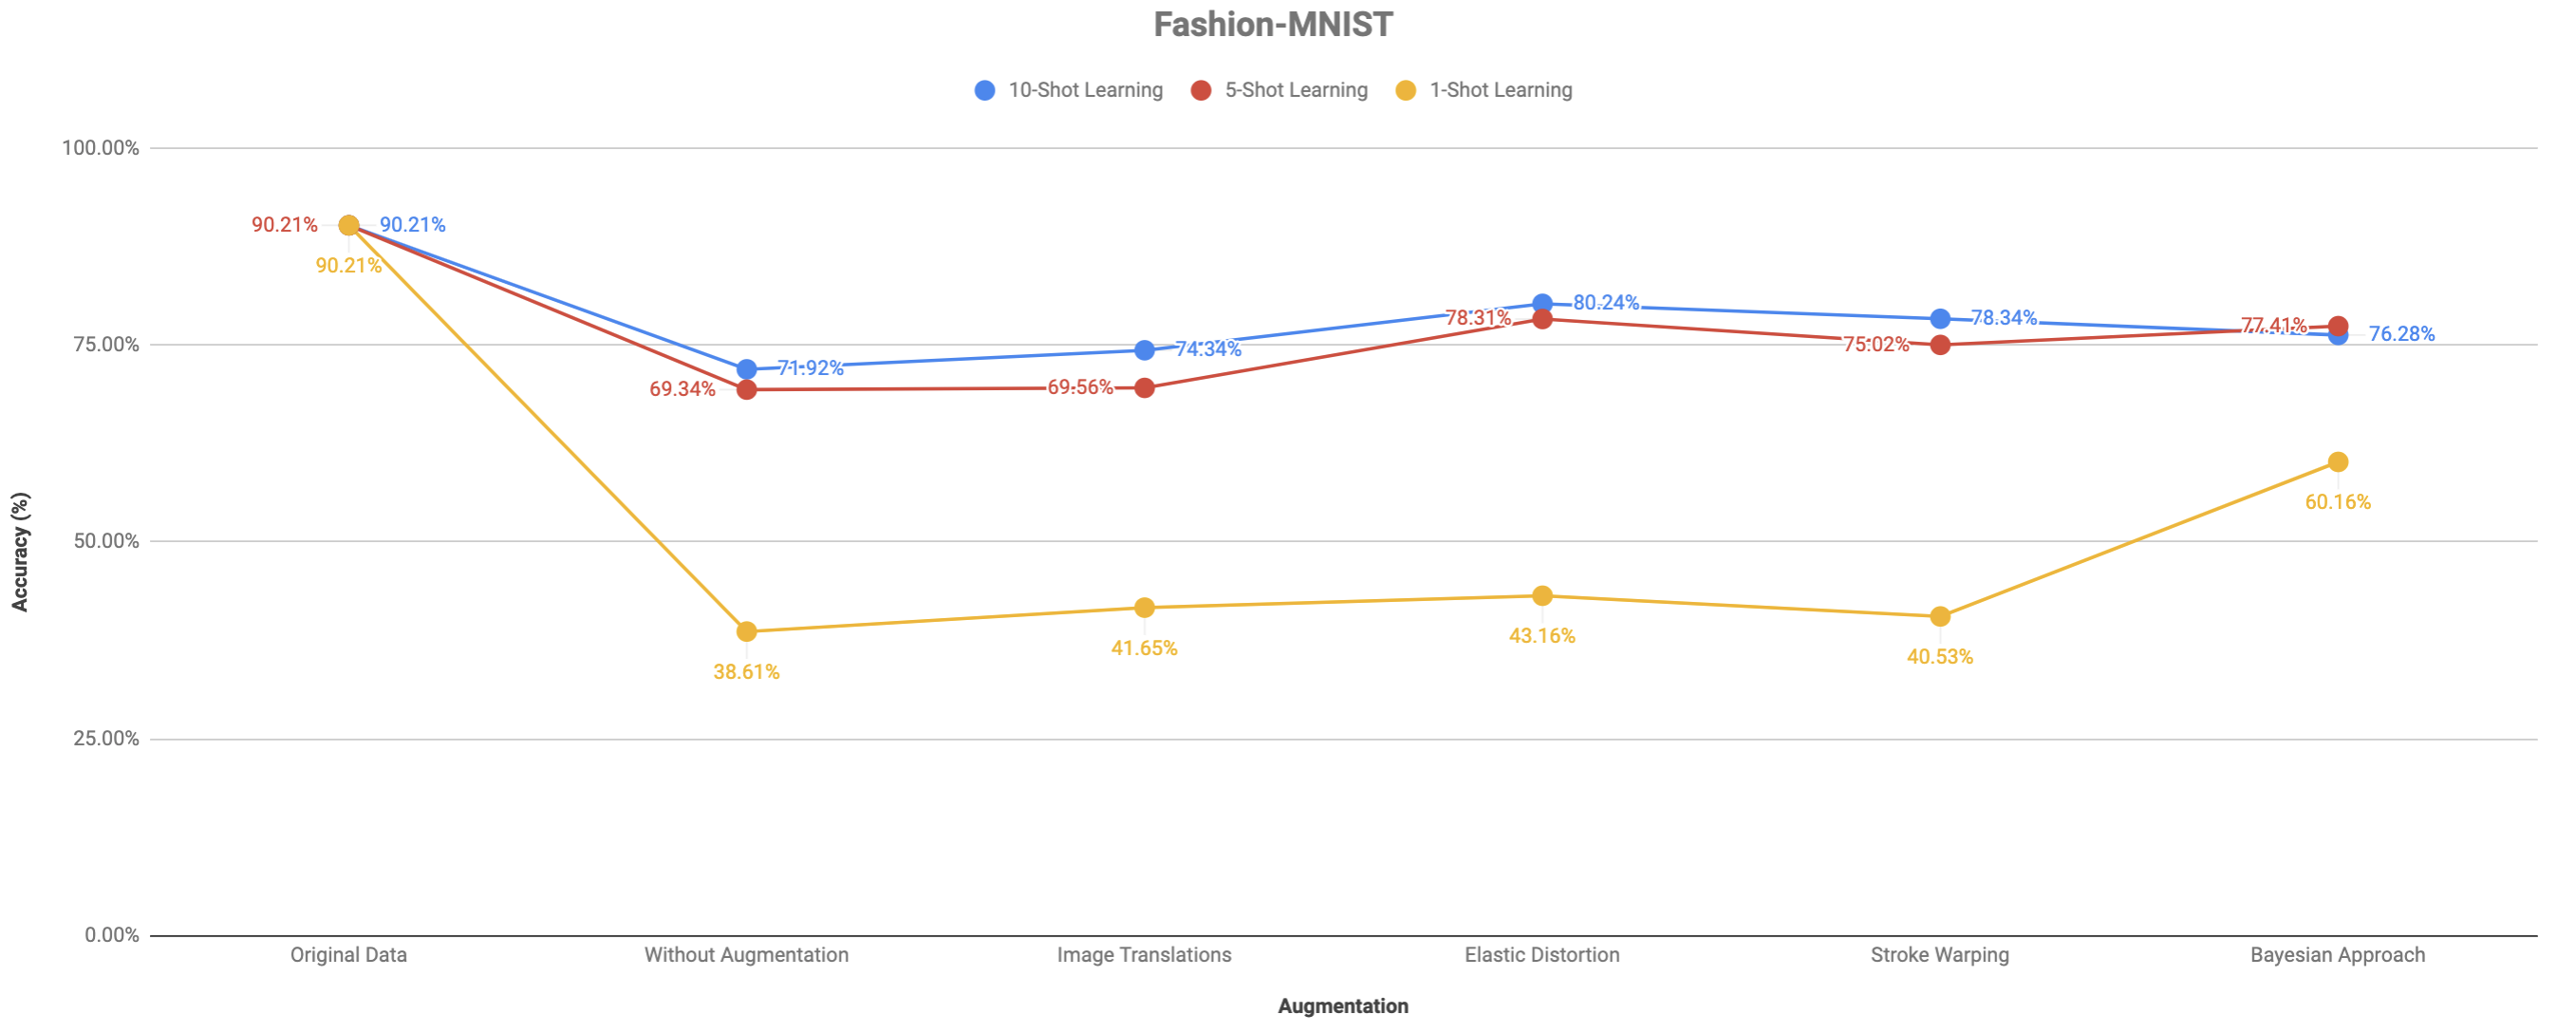 Fashion-MNIST
10-Shot Learning 5-Shot Learning 1-Shot Learning
100.00%
90.21% 90.21%
90.21%
80.24%
78.31% 78.34%
77.41% 76.28%
75.00% 74.34% 75.02%
71.92%
69.34% 69.56%
60.16%
50.00%
43.16%
41.65% 40.53%
38.61%
25.00%
0.00%
Accuracy (%)
Original Data Without Augmentation Image Translations Elastic Distortion Stroke Warping Bayesian Approach
Augmentation